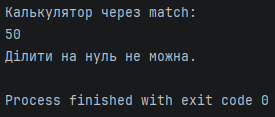 Калькулятор через match:
50
Ділити на нуль не можна.
Process finished with exit code 0